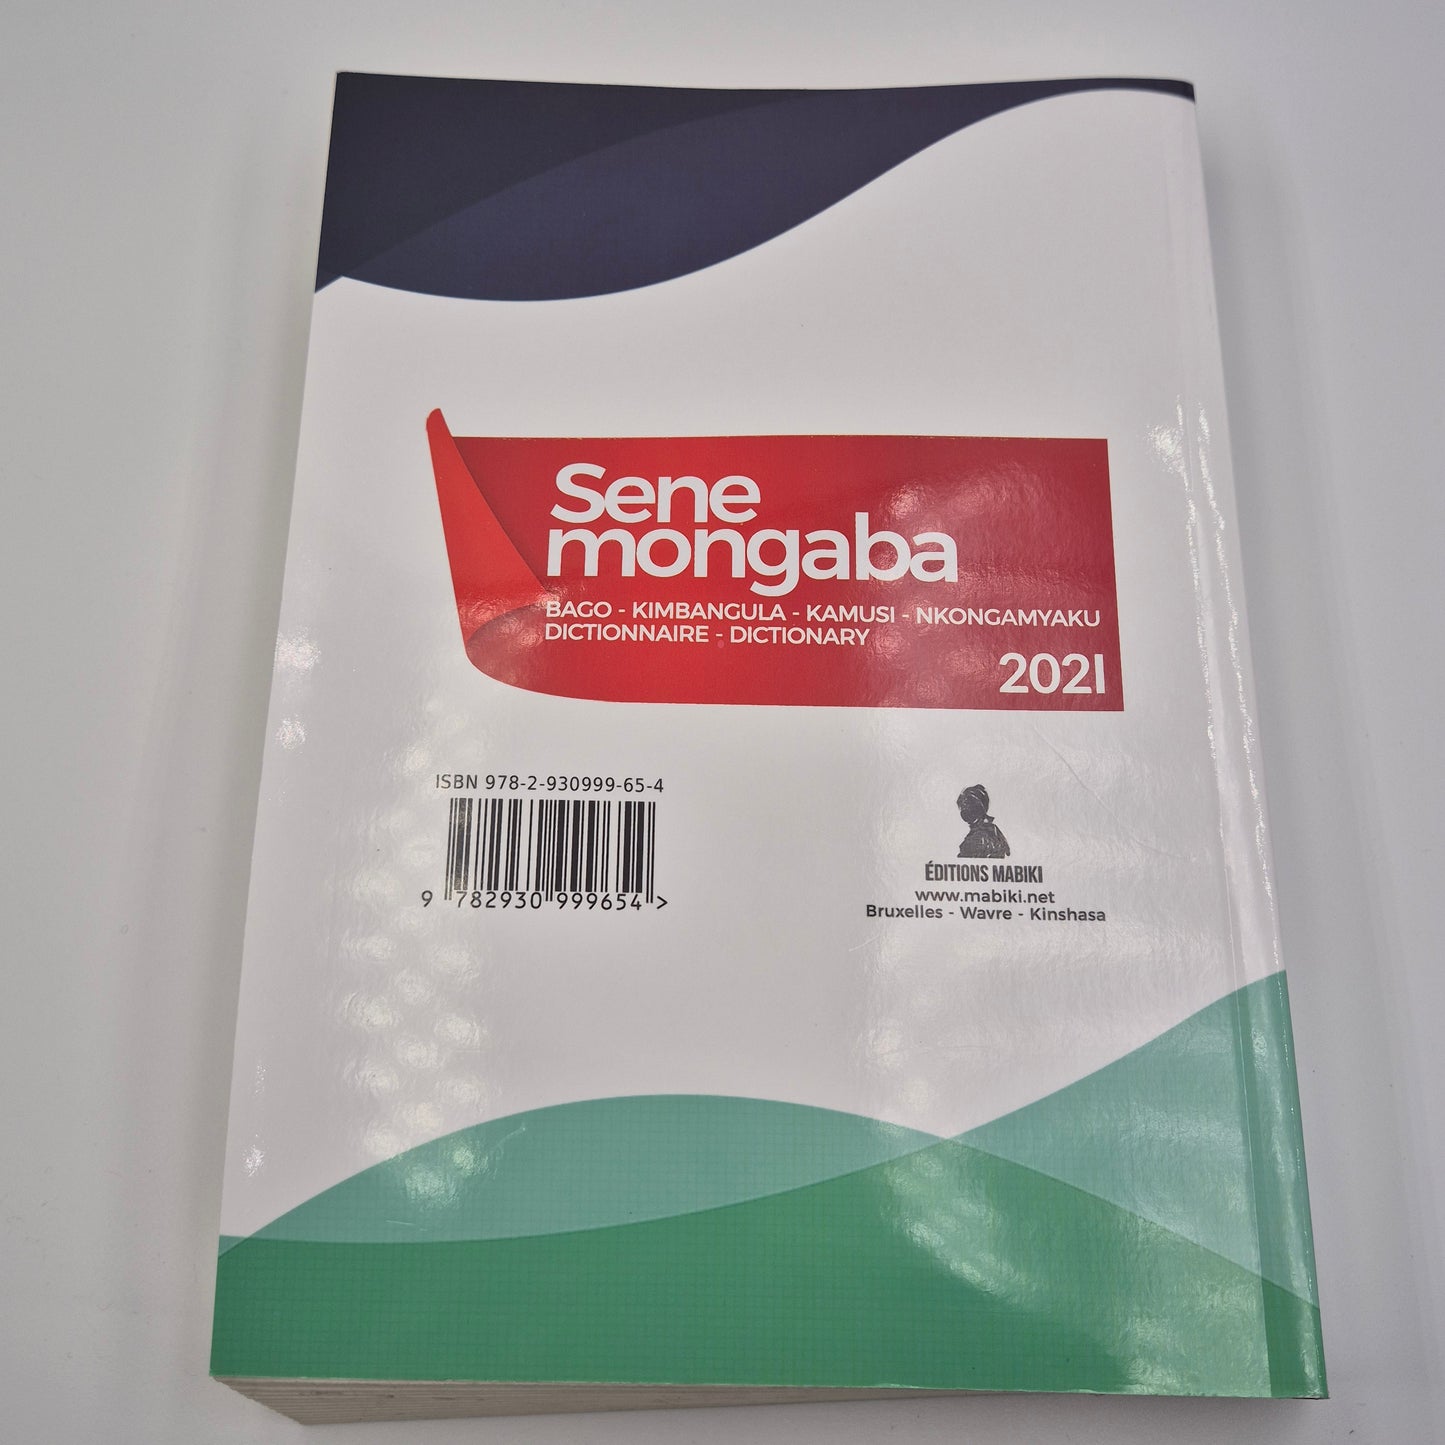 Sene
mongaba
BAGO - KIMBANGULA - KAMUSI - NKONGAMYAKU
DICTIONNAIRE - DICTIONARY
2021
ISBN 978-2-930999-65-4
9 782930 999654 >
ÉDITIONS MABIKI
www.mabiki.net
Bruxelles - Wavre - Kinshasa